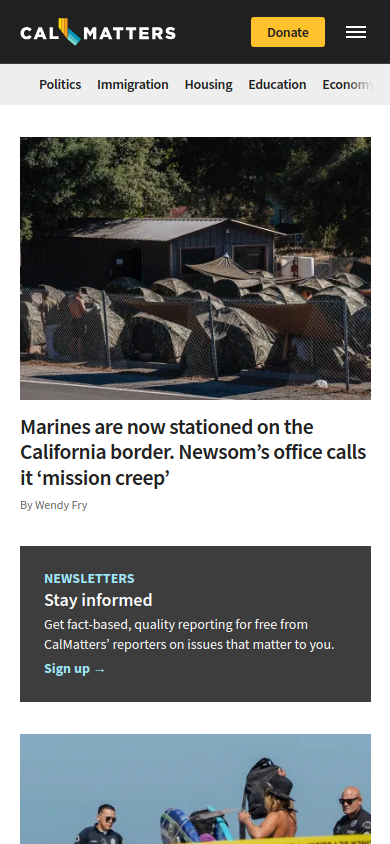 CAL MATTERS
Donate
Politics Immigration Housing Education Economy
Marines are now stationed on the
California border. Newsom’s office calls
it ‘mission creep’
By Wendy Fry
NEWSLETTERS
Stay informed
Get fact-based, quality reporting for free from
CalMatters’ reporters on issues that matter to you.
Sign up →